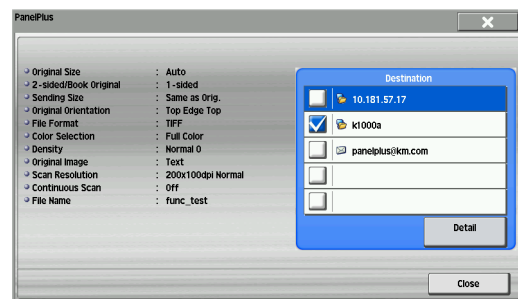 PanelPlus
Original Size : Auto
2-sided/Book Original : 1-sided
Sending Size : Same as Orig.
Original Orientation : Top Edge Top
File Format : TIFF
Color Selection : Full Color
Density : Normal 0
Original Image : Text
Scan Resolution : 200x100dpi Normal
Continuous Scan : Off
File Name : func_test
Destination
10.181.57.17
k1000a
panelplus@km.com
Detail
Close